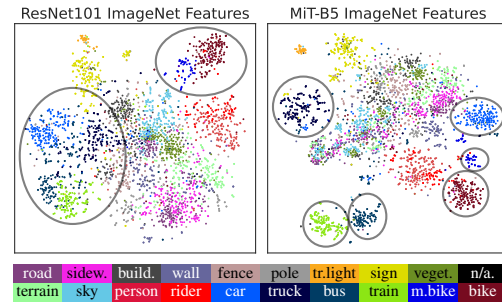 ResNet101 ImageNet Features
MiT-B5 ImageNet Features
road sidew. build. wall fence pole tr.light sign veget. n/a.
terrain sky person rider car truck bus train m.bike bike